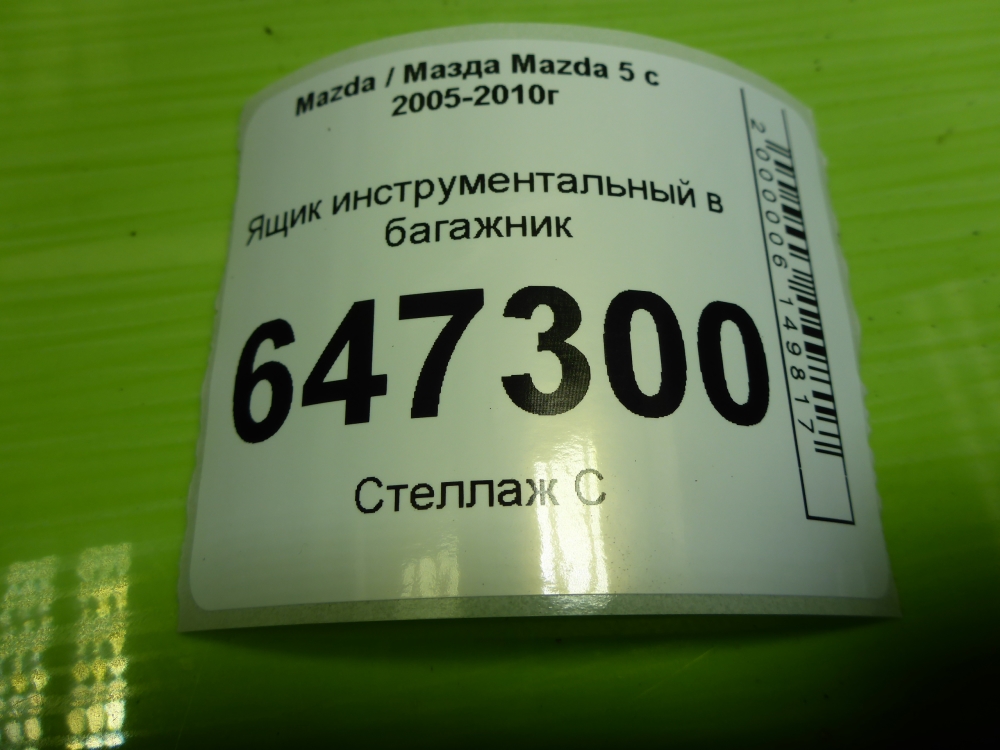 Mazda / Мазда Mazda 5 с
2005-2010г
Ящик инструментальный в
багажник
647300
Стеллаж С
2000006149817